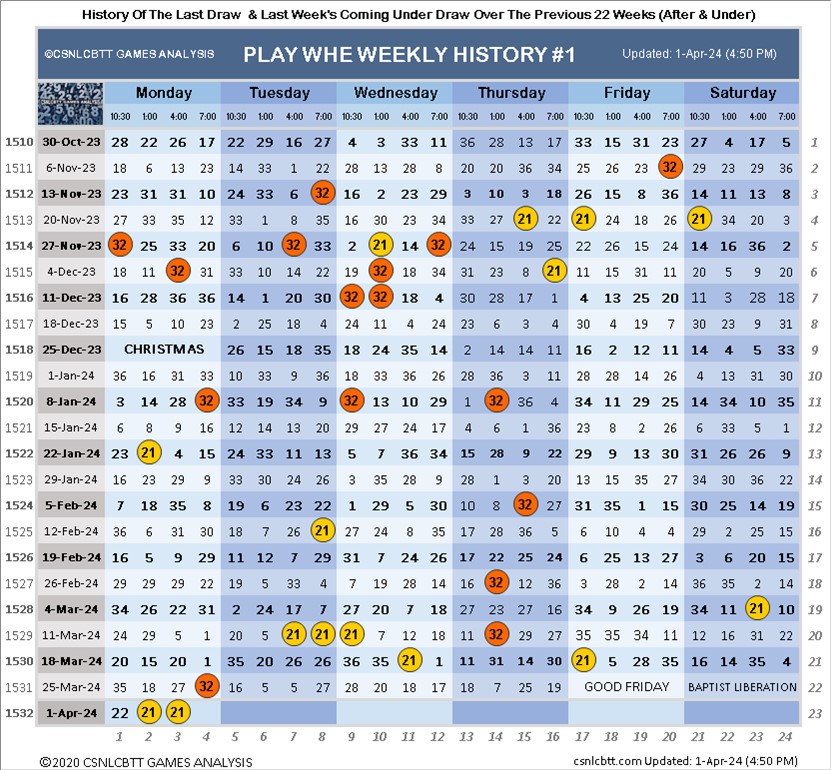 History Of The Last Draw & Last Week's Coming Under Draw Over The Previous 22 Weeks (After & Under)
©CSNLCBTT GAMES ANALYSIS PLAY WHE WEEKLY HISTORY #1 Updated: 1-Apr-24 (4:50 PM)
CSNLCBTT GAMES ANALYSIS Monday Tuesday Wednesday Thursday Friday Saturday
10:30 1:00 4:00 7:00 10:30 1:00 4:00 7:00 10:30 1:00 4:00 7:00 10:30 1:00 4:00 7:00 10:30 1:00 4:00 7:00 10:30 1:00 4:00 7:00
1510 30-Oct-23 28 22 26 17 22 29 16 27 4 3 33 11 36 28 13 17 33 15 31 23 27 4 17 5 1
1511 6-Nov-23 18 6 13 23 14 33 1 22 28 13 28 8 20 20 36 34 25 26 23 32 29 23 29 36 2
1512 13-Nov-23 23 31 31 10 24 33 6 32 16 2 23 29 3 10 3 18 26 15 8 36 14 11 13 8 3
1513 20-Nov-23 27 33 35 12 33 1 8 35 16 30 23 34 33 27 21 22 21 24 18 26 21 34 20 3 4
1514 27-Nov-23 32 25 33 20 6 10 32 33 2 21 14 32 24 15 19 25 22 26 15 24 14 16 36 2 5
1515 4-Dec-23 18 11 32 31 33 10 14 22 19 32 18 34 31 23 8 21 11 15 31 11 20 5 9 20 6
1516 11-Dec-23 16 28 36 36 14 1 20 30 32 32 18 4 30 28 17 1 4 13 25 20 11 3 28 18 7
1517 18-Dec-23 15 5 10 23 2 25 18 4 24 11 4 24 23 6 3 4 30 4 19 7 30 23 9 31 8
1518 25-Dec-23 CHRISTMAS 26 15 18 35 18 24 35 14 2 14 14 11 16 2 12 11 14 4 5 33 9
1519 1-Jan-24 36 16 31 33 10 33 9 36 18 33 36 26 28 36 3 11 28 25 16 22 4 13 31 30 10
1520 8-Jan-24 3 14 28 32 33 19 34 9 32 13 10 29 1 32 36 4 34 11 29 25 14 34 10 35 11
1521 15-Jan-24 6 8 9 16 12 14 13 20 29 27 24 17 4 6 1 36 23 8 2 26 6 33 5 1 12
1522 22-Jan-24 23 21 4 15 24 33 11 13 5 7 36 34 15 28 9 22 29 9 13 30 31 26 26 9 13
1523 29-Jan-24 16 23 29 9 33 30 24 26 3 35 28 9 28 1 3 20 13 15 35 27 34 30 36 22 14
1524 5-Feb-24 7 18 35 8 19 6 23 22 1 29 5 30 10 8 32 27 31 35 1 15 30 25 14 19 15
1525 12-Feb-24 36 6 31 30 18 7 26 21 27 24 8 35 17 28 36 5 6 10 4 4 29 2 25 15 16
1526 19-Feb-24 16 5 9 29 11 12 7 29 31 7 24 26 17 22 25 24 6 25 13 27 3 6 20 15 17
1527 26-Feb-24 29 29 29 22 19 5 33 4 7 19 28 14 16 32 12 36 3 28 2 14 36 35 2 14 18
1528 4-Mar-24 34 26 22 31 2 24 17 7 27 20 7 18 27 23 27 16 34 9 26 19 34 11 21 10 19
1529 11-Mar-24 24 29 5 1 20 5 21 21 21 7 12 18 11 32 29 27 35 35 34 11 12 16 31 22 20
1530 18-Mar-24 20 15 20 1 35 20 26 26 36 35 21 1 11 31 14 30 21 5 28 35 16 14 35 4 21
1531 25-Mar-24 35 18 27 32 16 5 5 27 28 20 18 17 18 7 25 19 GOOD FRIDAY BAPTIST LIBERATION 22
1532 1-Apr-24 22 21 21 23
1 2 3 4 5 6 7 8 9 10 11 12 13 14 15 16 17 18 19 20 21 22 23 24
©2020 CSNLCBTT GAMES ANALYSIS csnlcbtt.com Updated: 1-Apr-24 (4:50 PM)